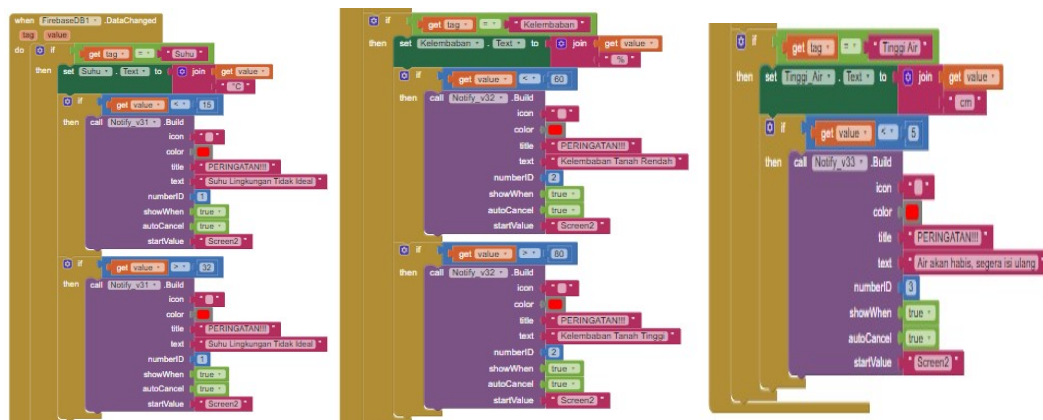 when FirebaseDB1 .DataChanged
tag value
do if get tag = " Suhu "
then set Suhu . Text to join get value
" °C "
if get value < 15
then call Notify_v31 .Build
icon " "
color
title " PERINGATAN!!! "
text " Suhu Lingkungan Tidak Ideal "
numberID 1
showWhen true
autoCancel true
startValue " Screen2 "
if get value > 32
then call Notify_v31 .Build
icon " "
color
title " PERINGATAN!!! "
text " Suhu Lingkungan Tidak Ideal "
numberID 1
showWhen true
autoCancel true
startValue " Screen2 "
if get tag = " Kelembaban "
then set Kelembaban . Text to join get value
" % "
if get value < 60
then call Notify_v32 .Build
icon " "
color
title " PERINGATAN!!! "
text " Kelembaban Tanah Rendah "
numberID 2
showWhen true
autoCancel true
startValue " Screen2 "
if get value > 80
then call Notify_v32 .Build
icon " "
color
title " PERINGATAN!!! "
text " Kelembaban Tanah Tinggi "
numberID 2
showWhen true
autoCancel true
startValue " Screen2 "
if get tag = " Tinggi Air "
then set Tinggi_Air . Text to join get value
" cm "
if get value < 5
then call Notify_v33 .Build
icon " "
color
title " PERINGATAN!!! "
text " Air akan habis, segera isi ulang "
numberID 3
showWhen true
autoCancel true
startValue " Screen2 "